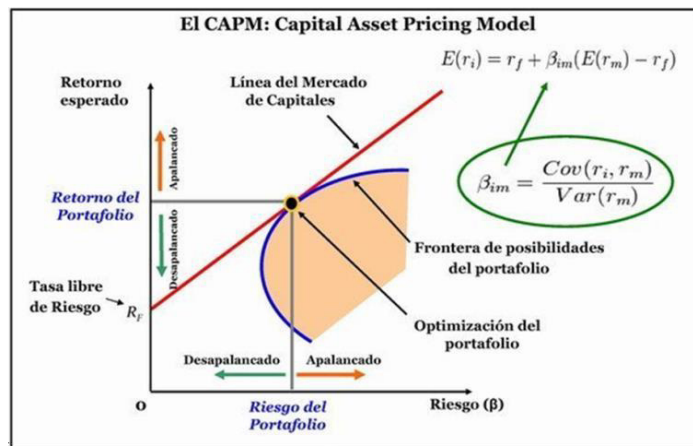 El CAPM: Capital Asset Pricing Model
E(r_i) = r_f + β_im(E(r_m) − r_f)
Retorno
esperado
Línea del Mercado
de Capitales
Apalancado
β_im = Cov(r_i, r_m) / Var(r_m)
Retorno del
Portafolio
Desapalancado
Frontera de posibilidades
del portafolio
Tasa libre
de Riesgo
R_F
Optimización del
portafolio
Desapalancado
Apalancado
0
Riesgo del
Portafolio
Riesgo (β)